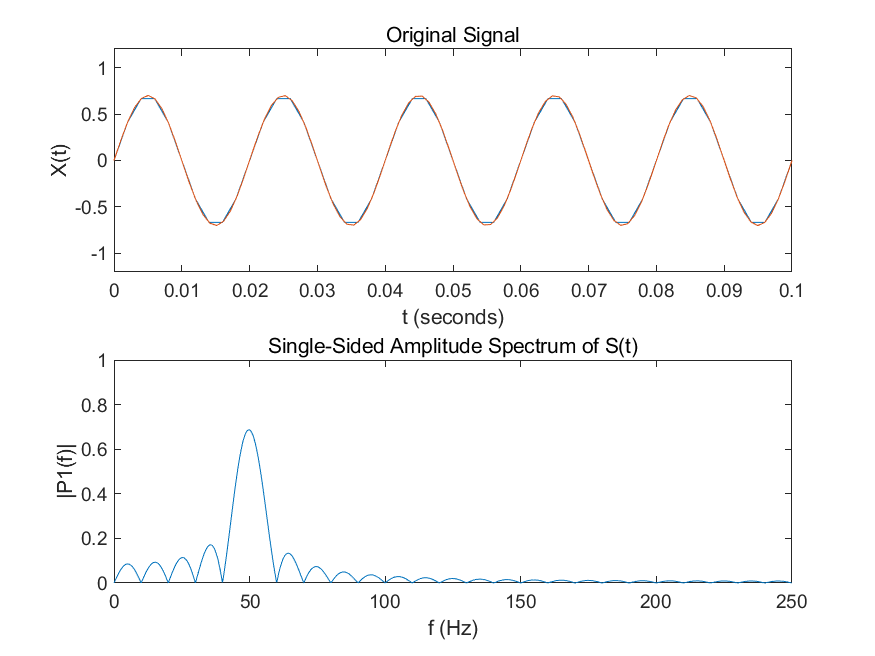 Original Signal
1
0.5
0
-0.5
-1
X(t)
0 0.01 0.02 0.03 0.04 0.05 0.06 0.07 0.08 0.09 0.1
t (seconds)
Single-Sided Amplitude Spectrum of S(t)
1
0.8
0.6
0.4
0.2
0
|P1(f)|
0 50 100 150 200 250
f (Hz)